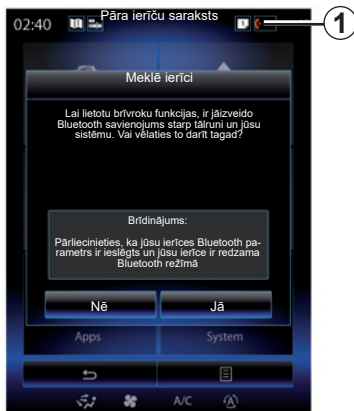 02:40
Pāra ierīču saraksts
1
Meklē ierīci
Lai lietotu brīvroku funkcijas, ir jāizveido
Bluetooth savienojums starp tālruni un jūsu
sistēmu. Vai vēlaties to darīt tagad?
Brīdinājums:
Pārliecinieties, ka jūsu ierīces Bluetooth pa-
rametrs ir ieslēgts un jūsu ierīce ir redzama
Bluetooth režīmā
Nē
Jā
Apps
System
A/C